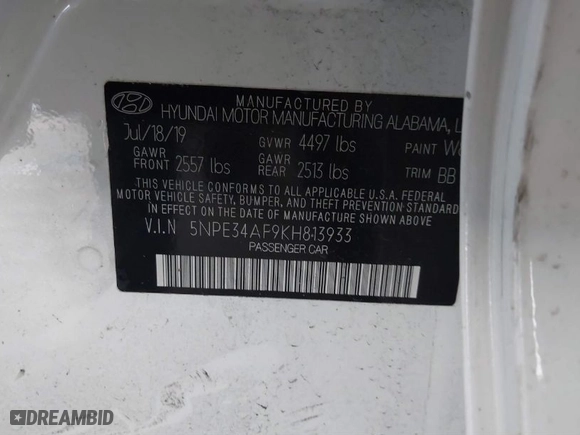 MANUFACTURED BY
HYUNDAI MOTOR MANUFACTURING ALABAMA,
Jul/18/19 GVWR 4497 lbs PAINT
GAWR FRONT 2557 lbs GAWR REAR 2513 lbs TRIM BB
THIS VEHICLE CONFORMS TO ALL APPLICABLE U.S.A. FEDERAL
MOTOR VEHICLE SAFETY, BUMPER, AND THEFT PREVENTION STANDARDS
IN EFFECT ON THE DATE OF MANUFACTURE SHOWN ABOVE.
V.I.N 5NPE34AF9KH813933
PASSENGER CAR
DREAMBID